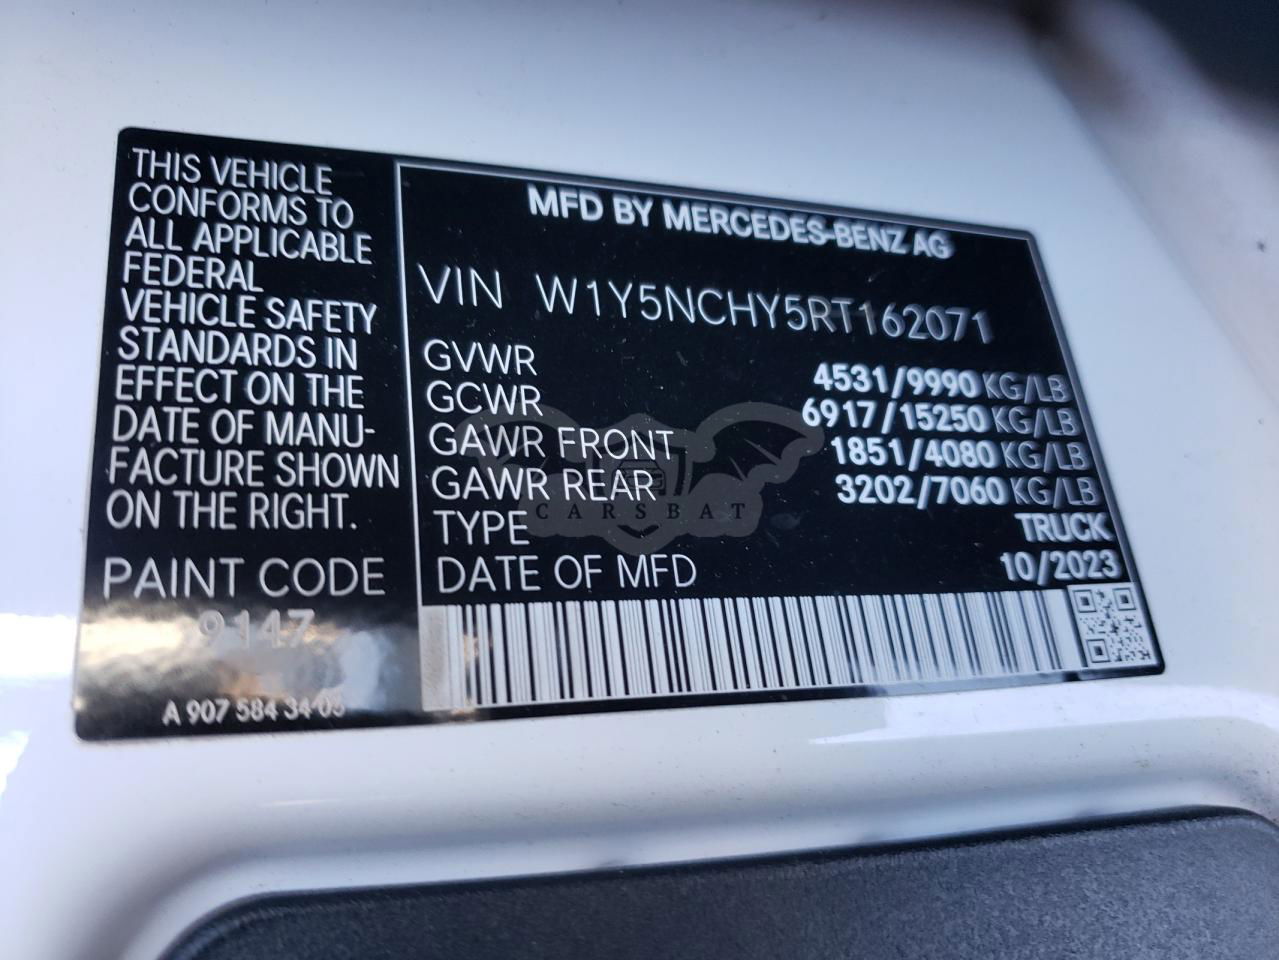 THIS VEHICLE
CONFORMS TO
ALL APPLICABLE
FEDERAL
VEHICLE SAFETY
STANDARDS IN
EFFECT ON THE
DATE OF MANU-
FACTURE SHOWN
ON THE RIGHT.
PAINT CODE
9147
A 907 584 34 05
MFD BY MERCEDES-BENZ AG
VIN W1Y5NCHY5RT162071
GVWR 4531/9990 KG/LB
GCWR 6917/15250 KG/LB
GAWR FRONT 1851/4080 KG/LB
GAWR REAR 3202/7060 KG/LB
CARSBAT
TYPE TRUCK
DATE OF MFD 10/2023